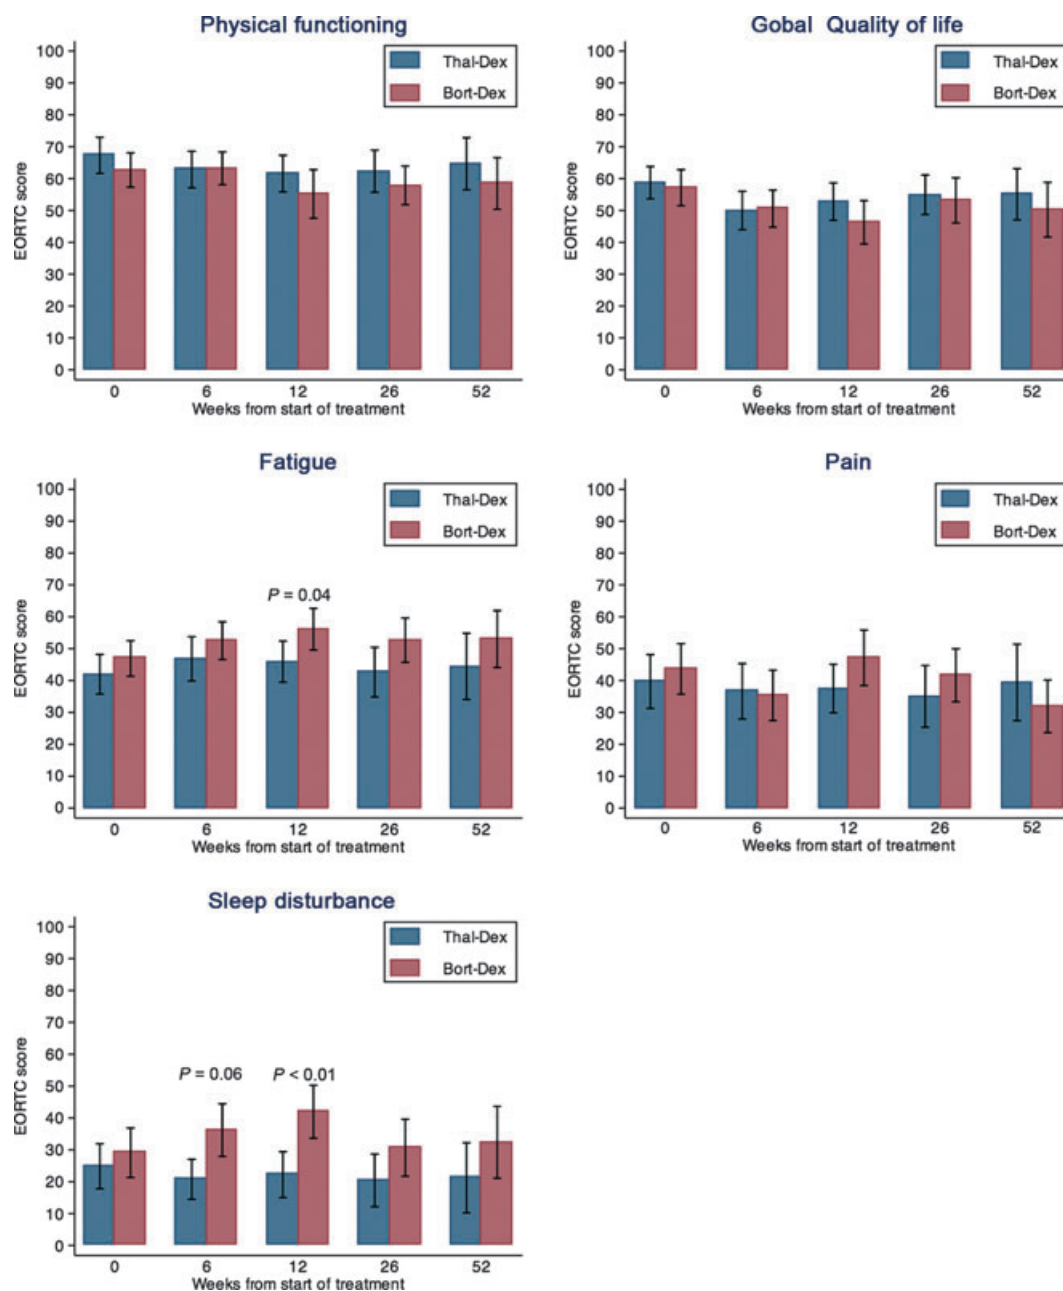 Physical functioning
100
90
80
70
60
50
40
30
20
10
0
EORTC score
Thal-Dex
Bort-Dex
0 6 12 26 52
Weeks from start of treatment
Gobal Quality of life
100
90
80
70
60
50
40
30
20
10
0
EORTC score
Thal-Dex
Bort-Dex
0 6 12 26 52
Weeks from start of treatment
Fatigue
100
90
80
70
60
50
40
30
20
10
0
EORTC score
Thal-Dex
Bort-Dex
P = 0.04
0 6 12 26 52
Weeks from start of treatment
Pain
100
90
80
70
60
50
40
30
20
10
0
EORTC score
Thal-Dex
Bort-Dex
0 6 12 26 52
Weeks from start of treatment
Sleep disturbance
100
90
80
70
60
50
40
30
20
10
0
EORTC score
Thal-Dex
Bort-Dex
P = 0.06 P < 0.01
0 6 12 26 52
Weeks from start of treatment